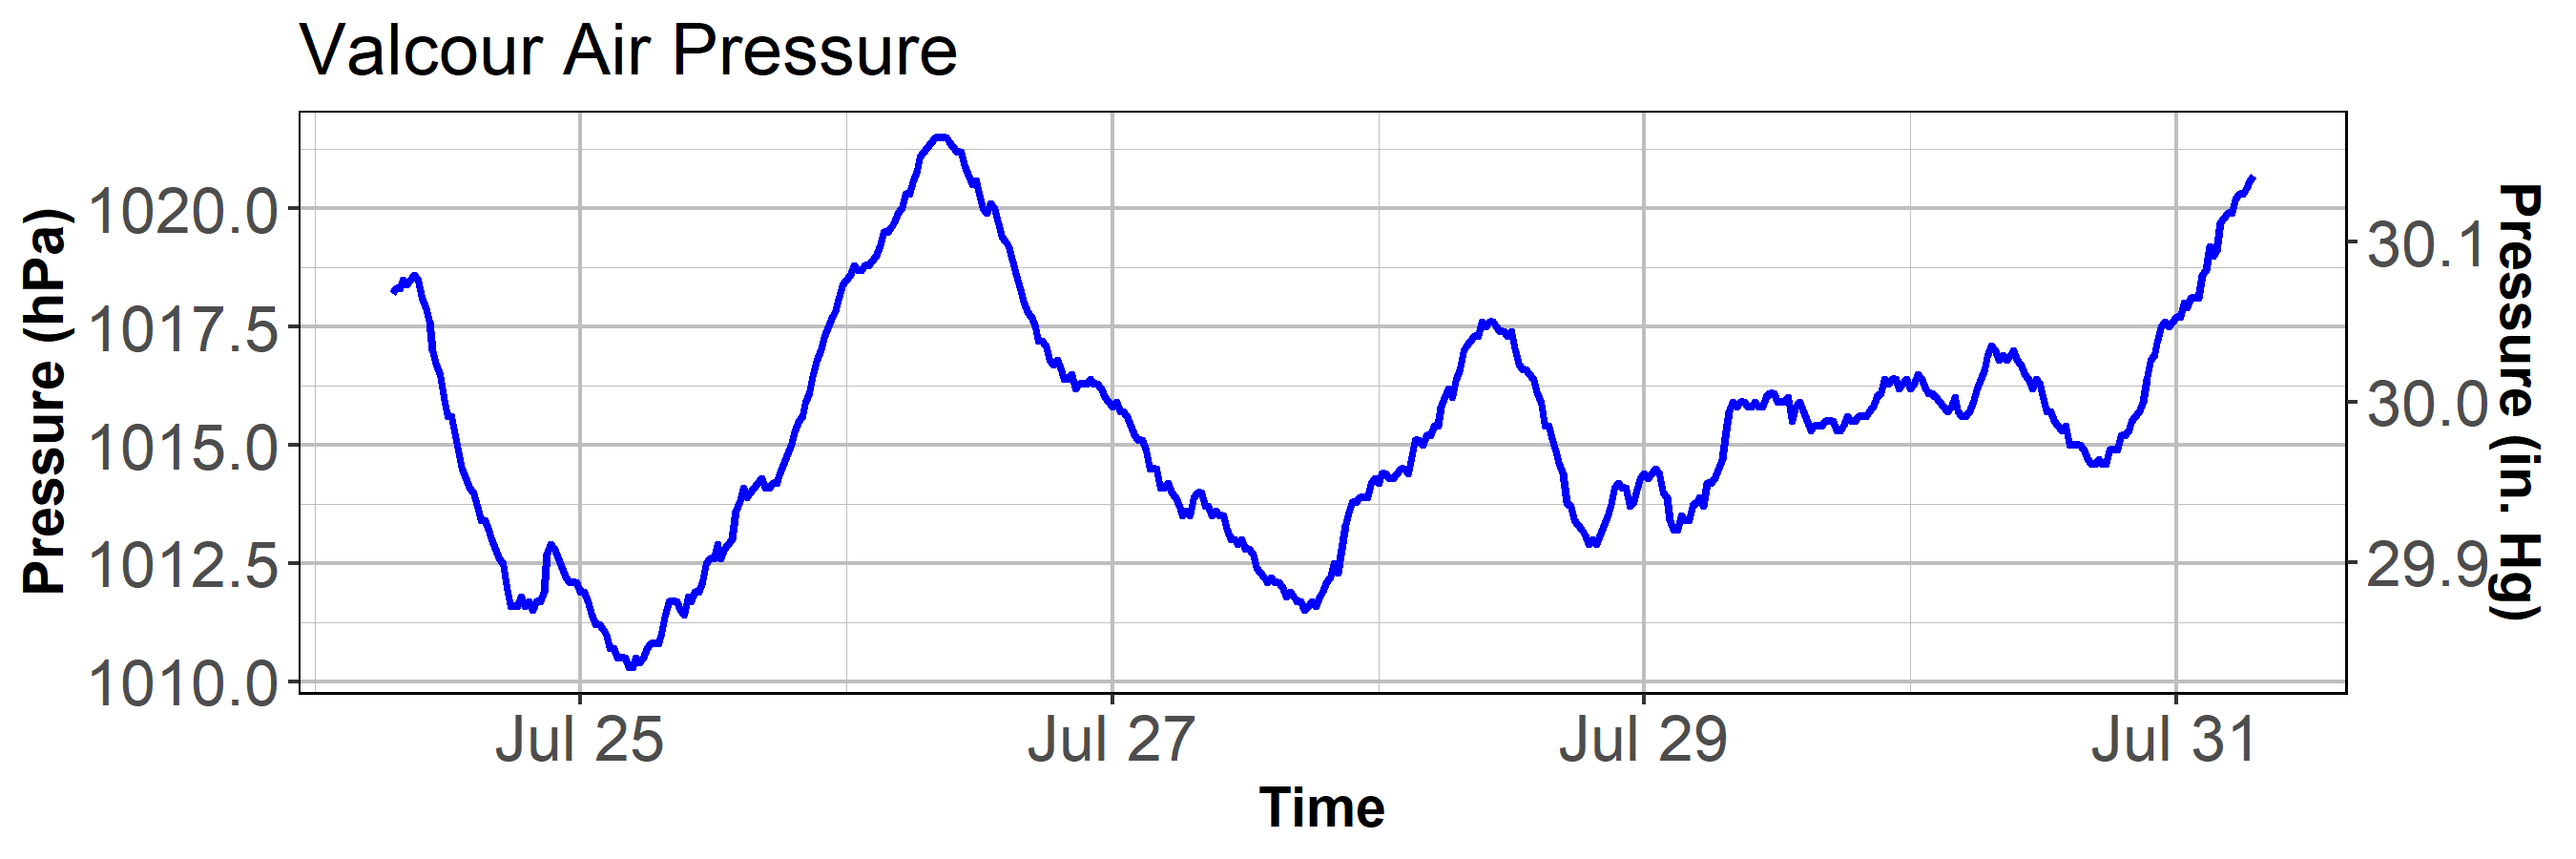 Valcour Air Pressure
Pressure (hPa)
1020.0
1017.5
1015.0
1012.5
1010.0
30.1
30.0
29.9
Pressure (in. Hg)
Jul 25
Jul 27
Jul 29
Jul 31
Time